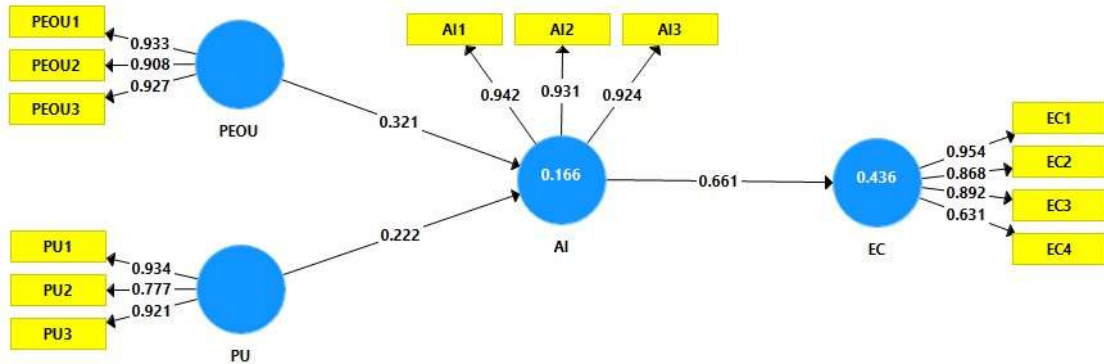 PEOU1
PEOU2
PEOU3
0.933
0.908
0.927
PEOU
AI1
AI2
AI3
0.942
0.931
0.924
0.321
0.166
AI
0.222
0.661
PU1
PU2
PU3
0.934
0.777
0.921
PU
0.436
EC
0.954
0.868
0.892
0.631
EC1
EC2
EC3
EC4